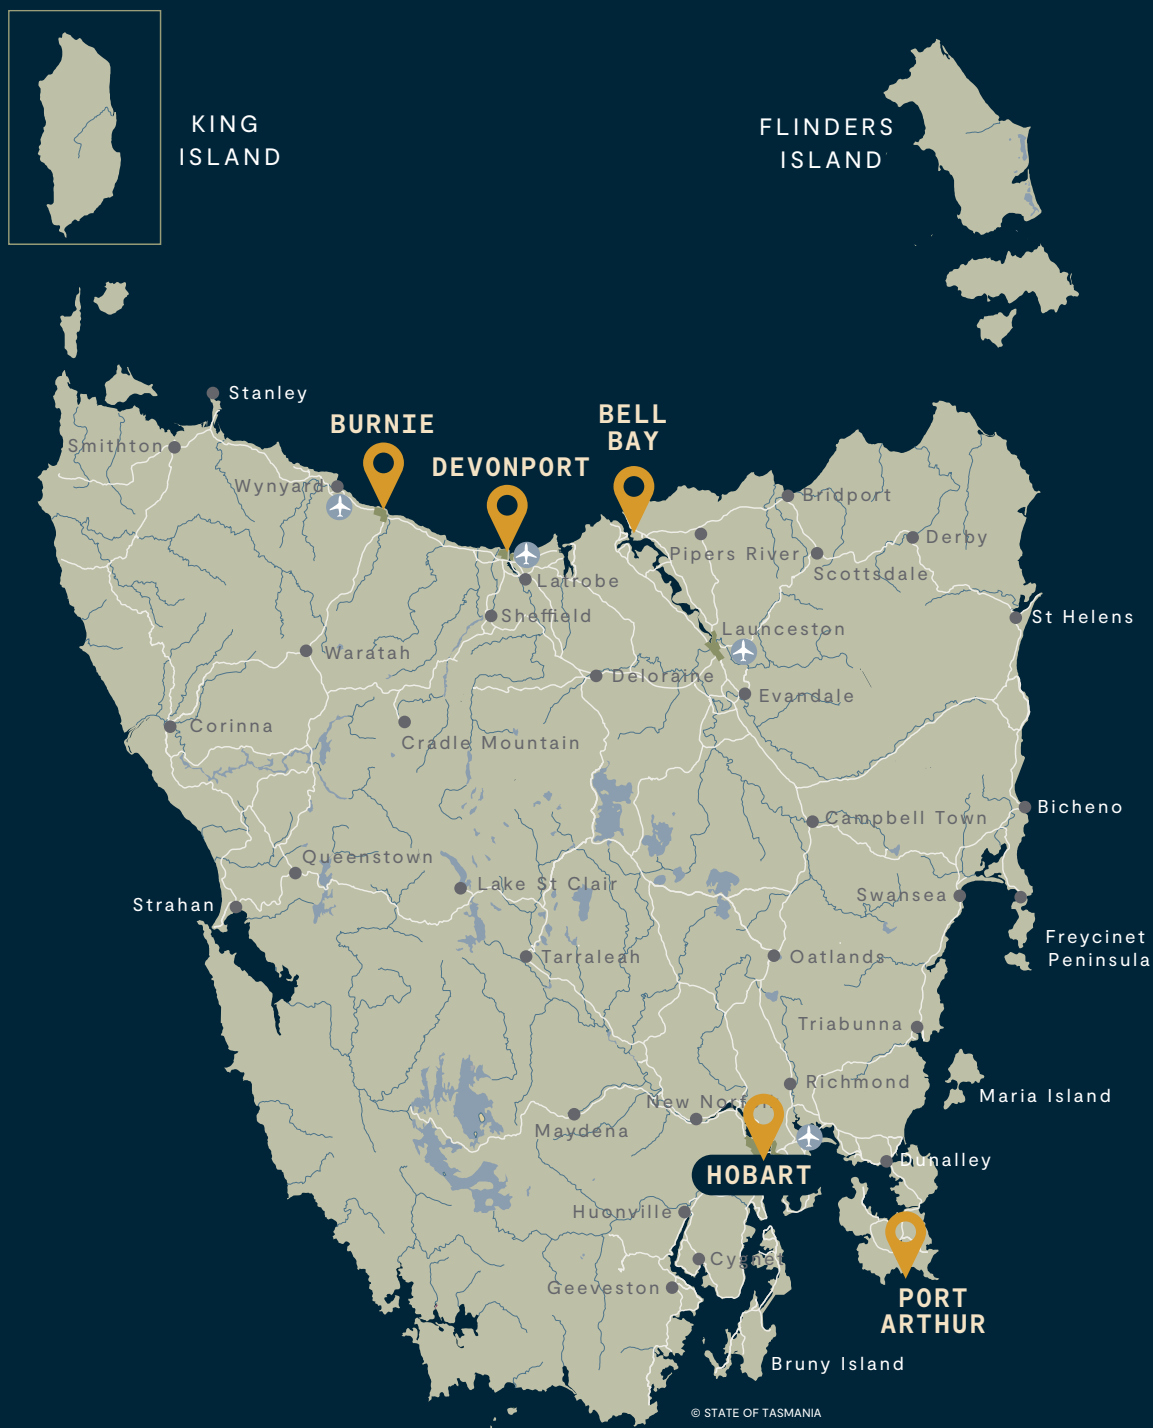 KING
ISLAND
FLINDERS
ISLAND
Stanley
BURNIE
BELL
BAY
DEVONPORT
Smithton
Wynyard
Bridport
Derby
Pipers River
Scottsdale
Latrobe
Sheffield
St Helens
Launceston
Waratah
Deloraine
Evandale
Corinna
Cradle Mountain
Bicheno
Campbell Town
Queenstown
Lake St Clair
Swansea
Strahan
Freycinet
Peninsula
Tarraleah
Oatlands
Triabunna
Richmond
Maria Island
New Norfolk
Maydena
Dunalley
HOBART
Huonville
Cygnet
Geeveston
PORT
ARTHUR
Bruny Island
© STATE OF TASMANIA